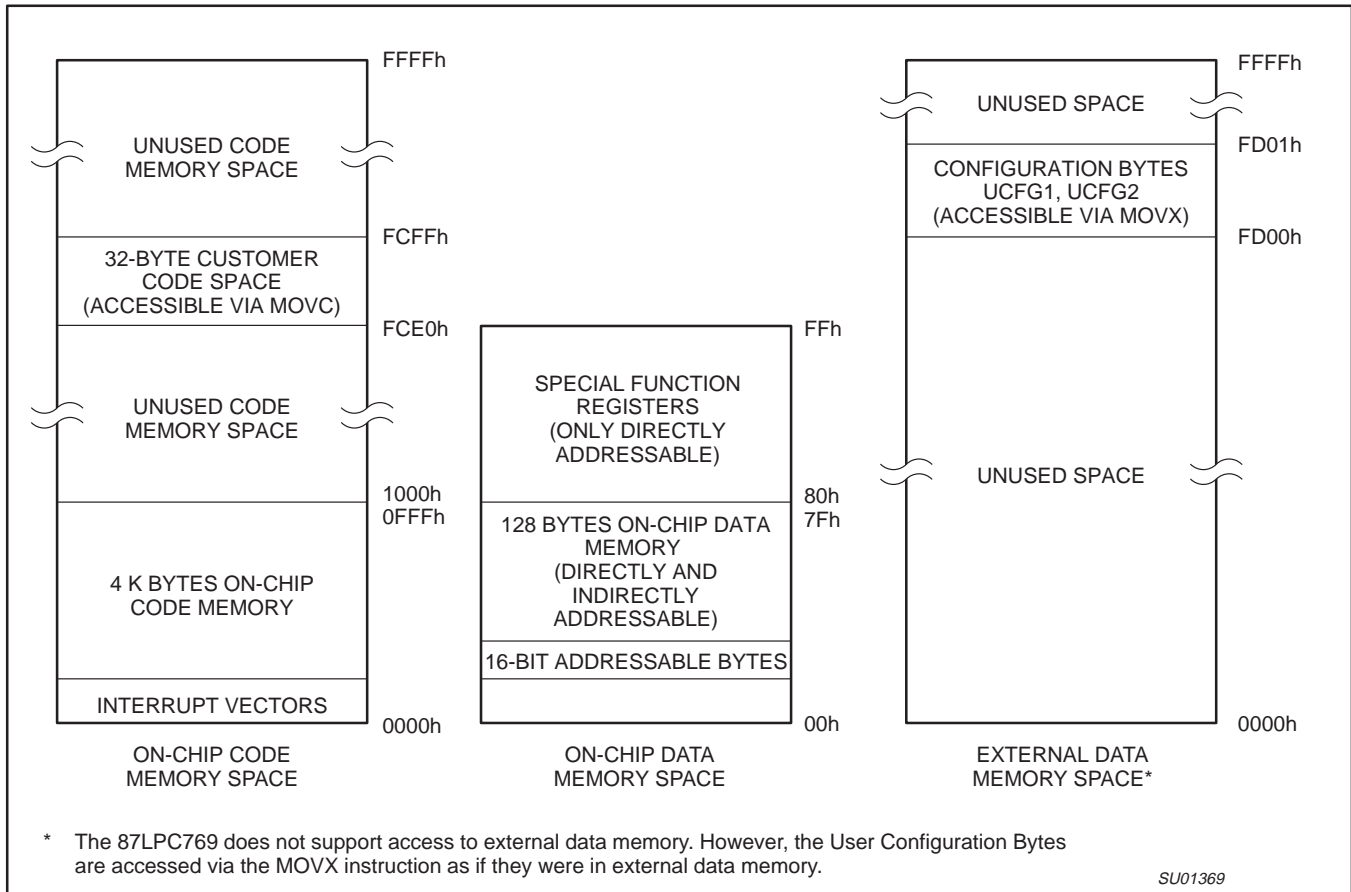 FFFFh
UNUSED CODE
MEMORY SPACE
FCFFh
32-BYTE CUSTOMER
CODE SPACE
(ACCESSIBLE VIA MOVC)
FCE0h
UNUSED CODE
MEMORY SPACE
1000h
0FFFh
4 K BYTES ON-CHIP
CODE MEMORY
INTERRUPT VECTORS
0000h
ON-CHIP CODE
MEMORY SPACE
FFh
SPECIAL FUNCTION
REGISTERS
(ONLY DIRECTLY
ADDRESSABLE)
80h
7Fh
128 BYTES ON-CHIP DATA
MEMORY
(DIRECTLY AND
INDIRECTLY
ADDRESSABLE)
16-BIT ADDRESSABLE BYTES
00h
ON-CHIP DATA
MEMORY SPACE
FFFFh
UNUSED SPACE
FD01h
CONFIGURATION BYTES
UCFG1, UCFG2
(ACCESSIBLE VIA MOVX)
FD00h
UNUSED SPACE
0000h
EXTERNAL DATA
MEMORY SPACE*
* The 87LPC769 does not support access to external data memory. However, the User Configuration Bytes
are accessed via the MOVX instruction as if they were in external data memory.
SU01369